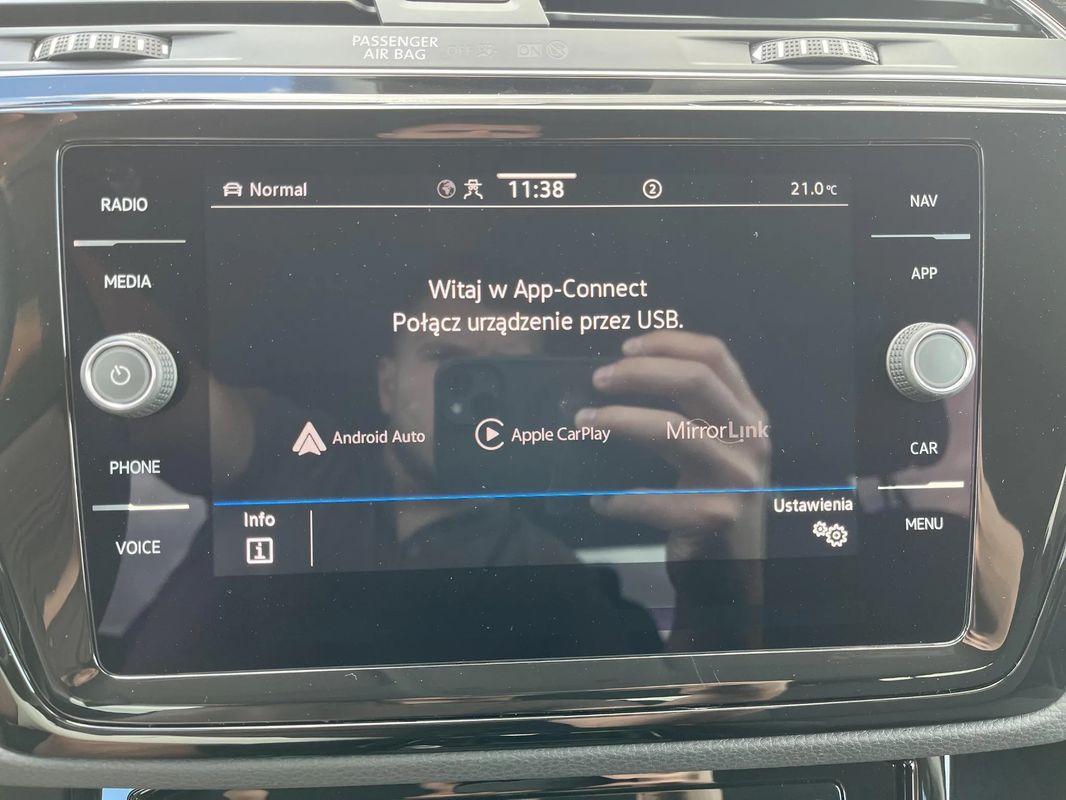 PASSENGER
AIR BAG
OFF
ON
RADIO
MEDIA
PHONE
VOICE
Normal
11:38
2
21.0°C
Witaj w App-Connect
Połącz urządzenie przez USB.
Android Auto
Apple CarPlay
MirrorLink
Info
Ustawienia
NAV
APP
CAR
MENU